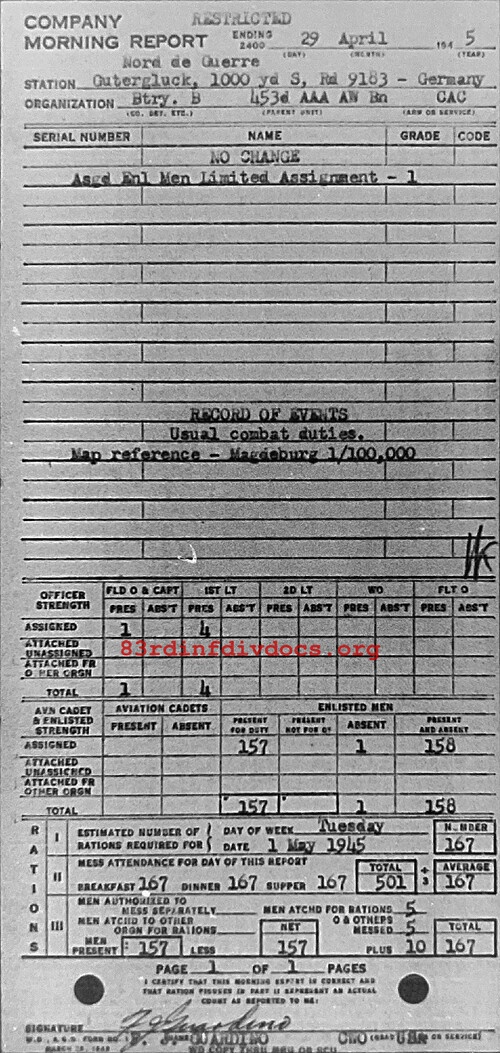 COMPANY RESTRICTED
MORNING REPORT ENDING 2400 29 April 194 5
(DAY) (MONTH) (YEAR)
Nord de Guerre
STATION Gutergluck, 1000 yd S, Rd 9183 - Germany
ORGANIZATION Btry. B 453d AAA AW Bn CAC
(CO. DET. ETC.) (PARENT UNIT) (ARM OR SERVICE)
SERIAL NUMBER NAME GRADE CODE
NO CHANGE
Asgd Enl Men Limited Assignment - 1
RECORD OF EVENTS
Usual combat duties.
Map reference - Magdeburg 1/100,000
OFFICER STRENGTH FLD O & CAPT 1ST LT 2D LT WO FLT O
PRES ABS'T PRES ABS'T PRES ABS'T PRES ABS'T PRES ABS'T
ASSIGNED 1 4
ATTACHED UNASSIGNED
83rdinfdivdocs.org
ATTACHED FR OTHER ORGN
TOTAL 1 4
AVN CADET & ENLISTED STRENGTH AVIATION CADETS ENLISTED MEN
PRESENT ABSENT PRESENT FOR DUTY PRESENT NOT FOR DY ABSENT PRESENT AND ABSENT
ASSIGNED 157 1 158
ATTACHED UNASSIGNED
ATTACHED FR OTHER ORGN
TOTAL 157 1 158
RATIONS
I ESTIMATED NUMBER OF RATIONS REQUIRED FOR DAY OF WEEK Tuesday NUMBER
DATE 1 May 1945 167
II MESS ATTENDANCE FOR DAY OF THIS REPORT TOTAL ÷ 3 AVERAGE
BREAKFAST 167 DINNER 167 SUPPER 167 501 167
III MEN AUTHORIZED TO MESS SEPARATELY MEN ATCHD FOR RATIONS 5
MEN ATCHD TO OTHER ORGN FOR RATIONS NET O & OTHERS MESSED 5 TOTAL
MEN PRESENT 157 LESS 157 PLUS 10 167
PAGE 1 OF 1 PAGES
I CERTIFY THAT THIS MORNING REPORT IS CORRECT AND
THAT RATION FIGURES IN PART II REPRESENT AN ACTUAL
COUNT AS REPORTED TO ME:
SIGNATURE
F. J. GUARDINO CWO USA